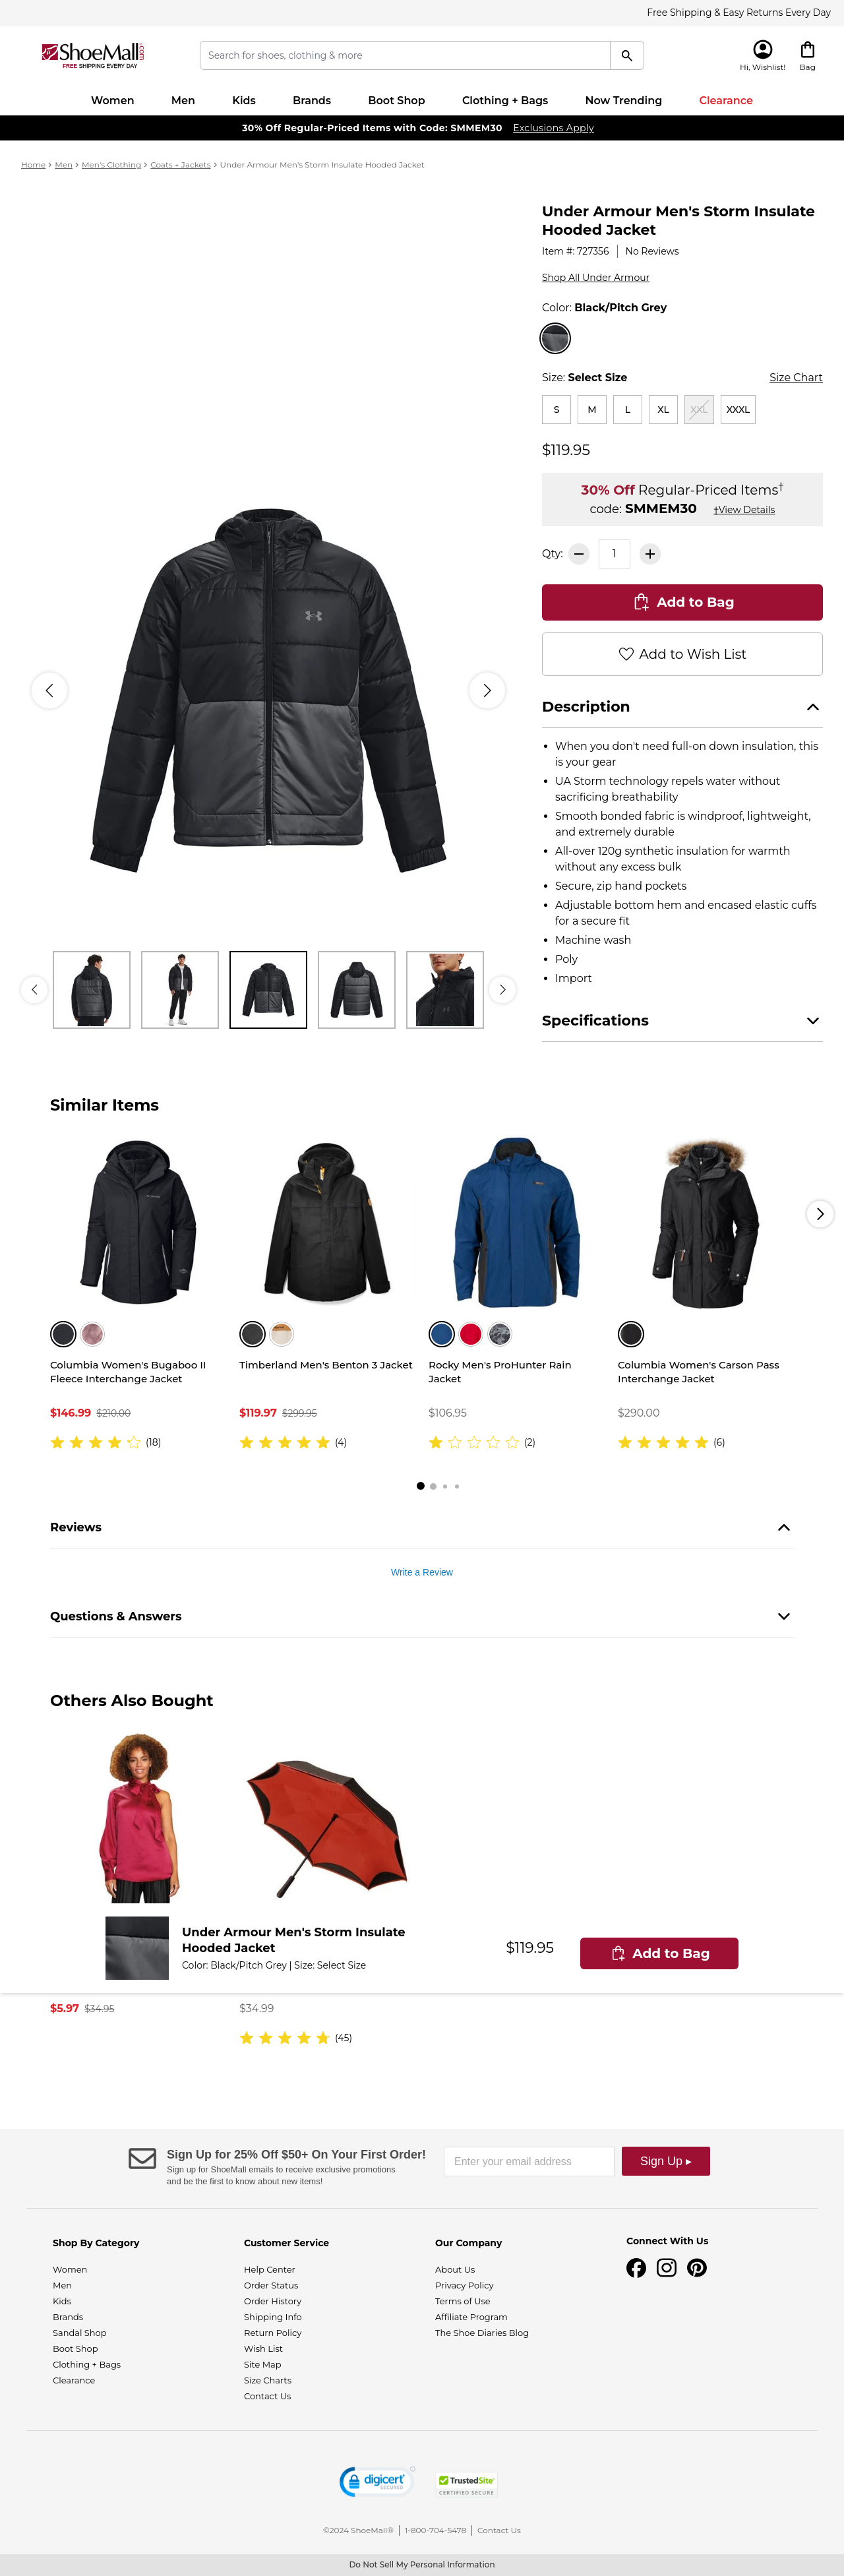 Free Shipping & Easy Returns Every Day
ShoeMall.com
FREE SHIPPING EVERY DAY
Search for shoes, clothing & more
Hi, Wishlist!
Bag
Women
Men
Kids
Brands
Boot Shop
Clothing + Bags
Now Trending
Clearance
30% Off Regular-Priced Items with Code: SMMEM30 Exclusions Apply
Home > Men > Men's Clothing > Coats + Jackets > Under Armour Men's Storm Insulate Hooded Jacket
Under Armour Men's Storm Insulate
Hooded Jacket
Item #: 727356 | No Reviews
Shop All Under Armour
Color: Black/Pitch Grey
Size: Select Size
Size Chart
S
M
L
XL
XXL
XXXL
$119.95
30% Off Regular-Priced Items†
code: SMMEM30 †View Details
Qty:
1
Add to Bag
Add to Wish List
Description
• When you don't need full-on down insulation, this
is your gear
• UA Storm technology repels water without
sacrificing breathability
• Smooth bonded fabric is windproof, lightweight,
and extremely durable
• All-over 120g synthetic insulation for warmth
without any excess bulk
• Secure, zip hand pockets
• Adjustable bottom hem and encased elastic cuffs
for a secure fit
• Machine wash
• Poly
• Import
Specifications
Similar Items
Columbia Women's Bugaboo II
Fleece Interchange Jacket
$146.99 $210.00
(18)
Timberland Men's Benton 3 Jacket
$119.97 $299.95
(4)
Rocky Men's ProHunter Rain
Jacket
$106.95
(2)
Columbia Women's Carson Pass
Interchange Jacket
$290.00
(6)
Reviews
Write a Review
Questions & Answers
Others Also Bought
Under Armour Men's Storm Insulate
Hooded Jacket
Color: Black/Pitch Grey | Size: Select Size
$119.95
Add to Bag
$5.97 $34.95
$34.99
(45)
Sign Up for 25% Off $50+ On Your First Order!
Sign up for ShoeMall emails to receive exclusive promotions
and be the first to know about new items!
Enter your email address
Sign Up ▸
Shop By Category
Women
Men
Kids
Brands
Sandal Shop
Boot Shop
Clothing + Bags
Clearance
Customer Service
Help Center
Order Status
Order History
Shipping Info
Return Policy
Wish List
Site Map
Size Charts
Contact Us
Our Company
About Us
Privacy Policy
Terms of Use
Affiliate Program
The Shoe Diaries Blog
Connect With Us
digicert
SECURED
TrustedSite
CERTIFIED SECURE
©2024 ShoeMall® | 1-800-704-5478 | Contact Us
Do Not Sell My Personal Information